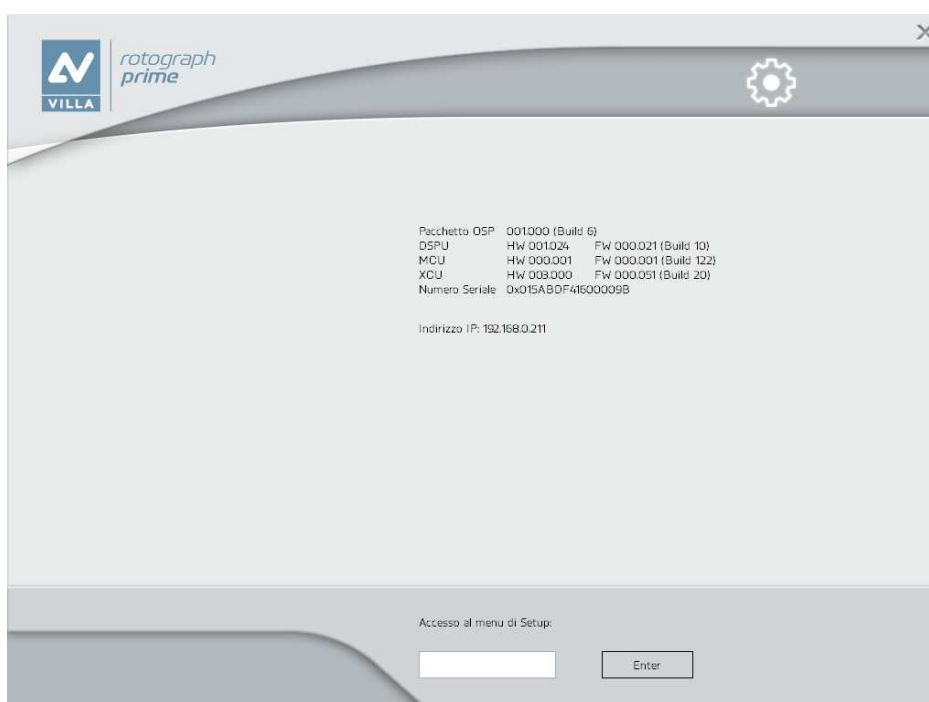 rotograph
prime
VILLA
Pacchetto OSP 001.000 (Build 6)
DSPU HW 001.024 FW 000.021 (Build 10)
MCU HW 000.001 FW 000.001 (Build 122)
XCU HW 003.000 FW 000.051 (Build 20)
Numero Seriale 0x015ABDF41600009B
Indirizzo IP: 192.168.0.211
Accesso al menu di Setup:
Enter